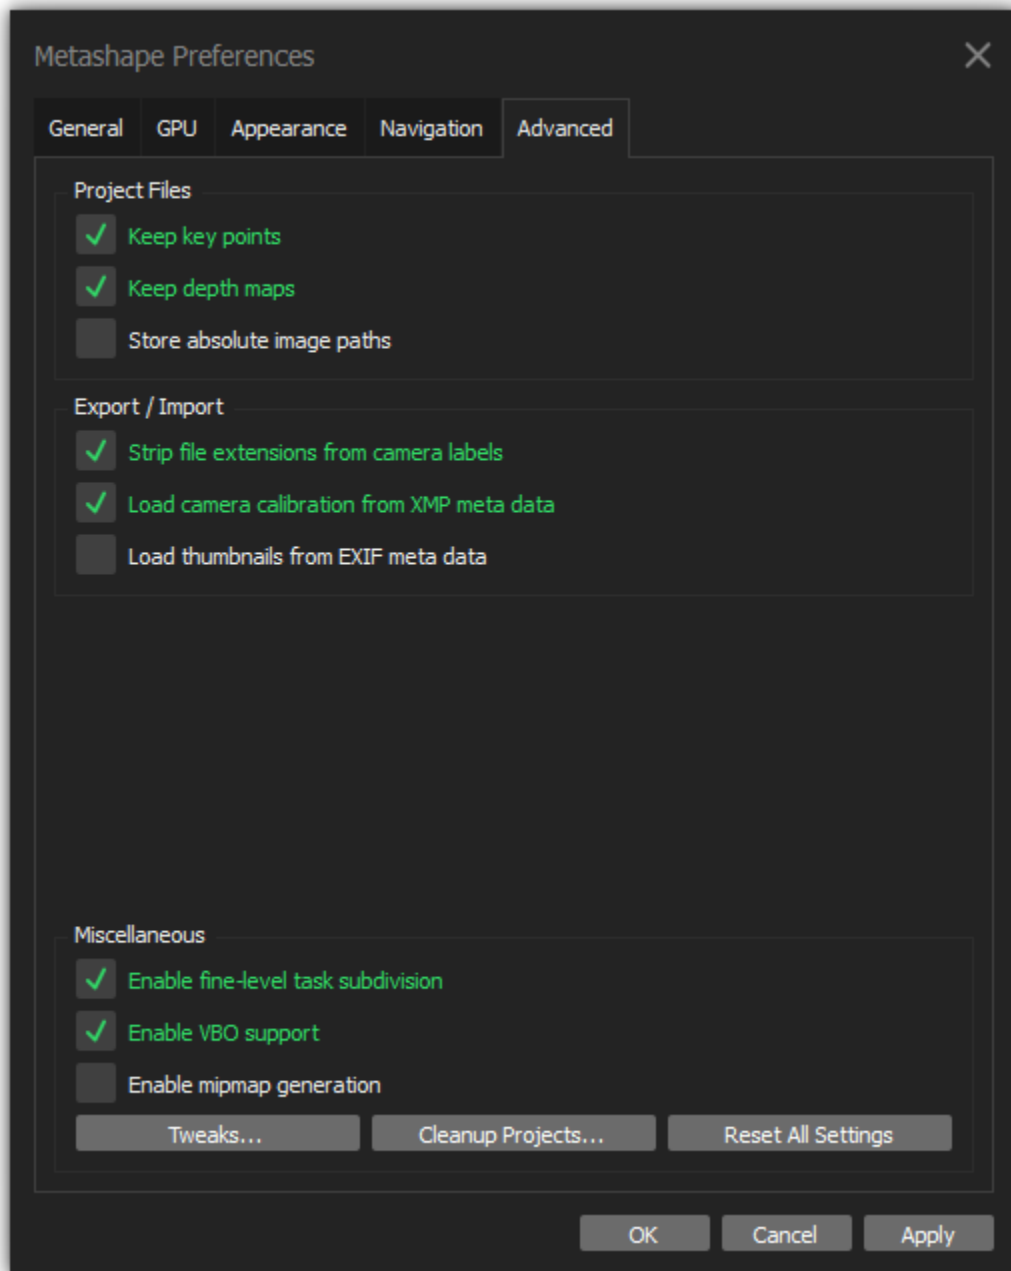 Metashape Preferences
General GPU Appearance Navigation Advanced
Project Files
Keep key points
Keep depth maps
Store absolute image paths
Export / Import
Strip file extensions from camera labels
Load camera calibration from XMP meta data
Load thumbnails from EXIF meta data
Miscellaneous
Enable fine-level task subdivision
Enable VBO support
Enable mipmap generation
Tweaks... Cleanup Projects... Reset All Settings
OK Cancel Apply